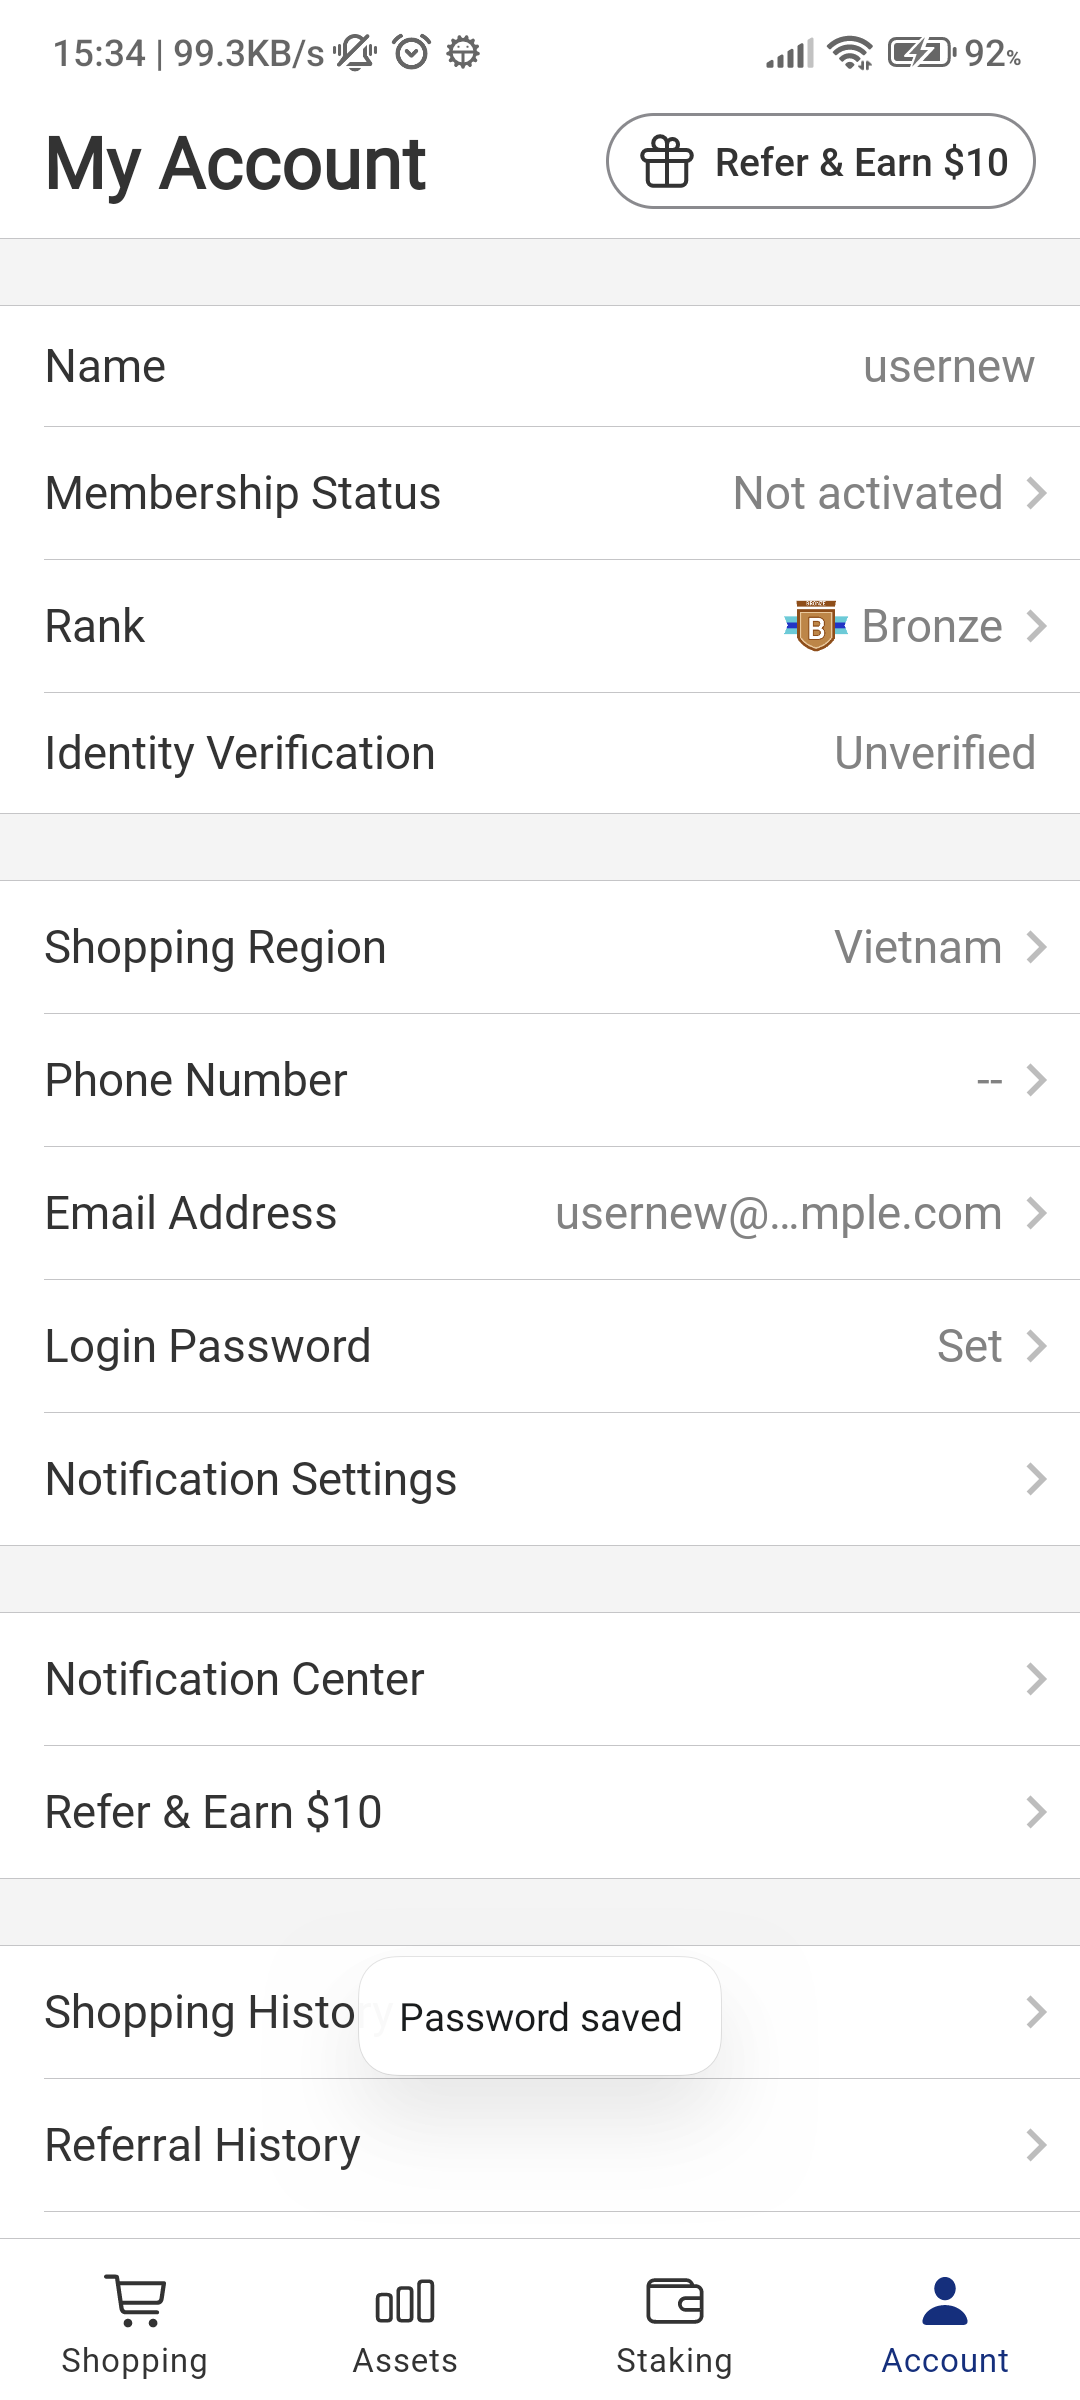 15:34 | 99.3KB/s 92%
My Account Refer & Earn $10
Name usernew
Membership Status Not activated
Rank BRONZE B Bronze
Identity Verification Unverified
Shopping Region Vietnam
Phone Number --
Email Address usernew@...mple.com
Login Password Set
Notification Settings
Notification Center
Refer & Earn $10
Shopping History
Password saved
Referral History
Shopping Assets Staking Account